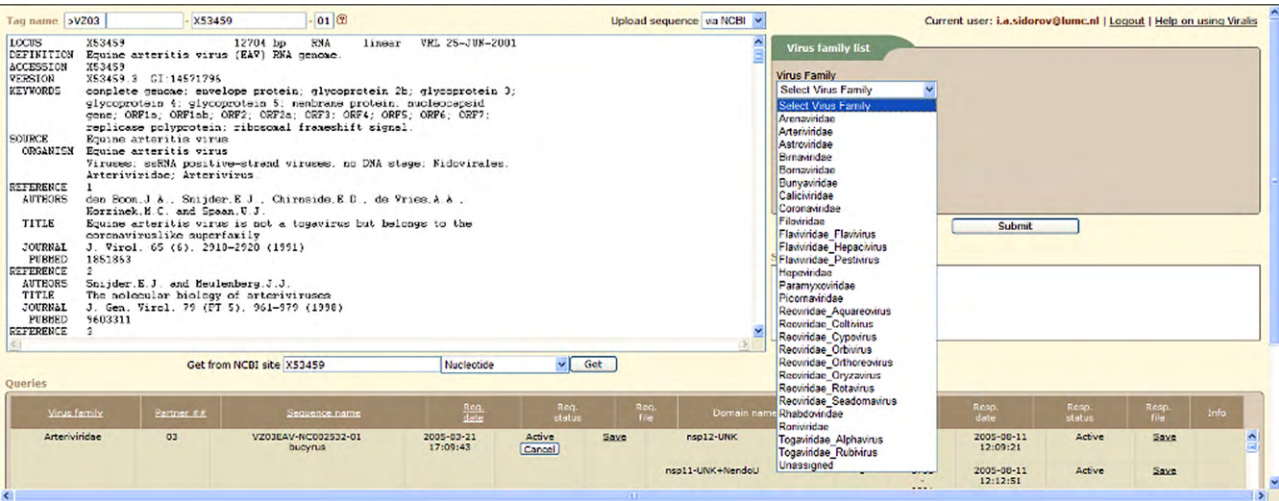 Tag name >VZ03 - X53459 - 01 Upload sequence via NCBI Current user: i.a.sidorov@lumc.nl | Logout | Help on using Viralis
LOCUS X53459 12704 bp RNA linear VRL 25-JUN-2001
DEFINITION Equine arteritis virus (EAV) RNA genome.
ACCESSION X53459
VERSION X53459.3 GI:14571796
KEYWORDS complete genome; envelope protein; glycoprotein 2b; glycoprotein 3;
glycoprotein 4; glycoprotein 5; membrane protein; nucleocapsid
gene; ORF1a; ORF1ab; ORF2; ORF2a; ORF3; ORF4; ORF5; ORF6; ORF7;
replicase polyprotein; ribosomal frameshift signal.
SOURCE Equine arteritis virus
ORGANISM Equine arteritis virus
Viruses; ssRNA positive-strand viruses, no DNA stage; Nidovirales;
Arteriviridae; Arterivirus.
REFERENCE 1
AUTHORS den Boon,J.A., Snijder,E.J., Chirnside,E.D., de Vries,A.A.,
Horzinek,M.C. and Spaan,W.J.
TITLE Equine arteritis virus is not a togavirus but belongs to the
coronaviruslike superfamily
JOURNAL J. Virol. 65 (6), 2910-2920 (1991)
PUBMED 1851863
REFERENCE 2
AUTHORS Snijder,E.J. and Meulenberg,J.J.
TITLE The molecular biology of arteriviruses
JOURNAL J. Gen. Virol. 79 (PT 5), 961-979 (1998)
PUBMED 9603311
REFERENCE 3
Virus family list
Virus Family
Select Virus Family
Select Virus Family
Arenaviridae
Arteriviridae
Astroviridae
Birnaviridae
Bornaviridae
Bunyaviridae
Caliciviridae
Coronaviridae
Filoviridae
Flaviviridae_Flavivirus
Flaviviridae_Hepacivirus
Flaviviridae_Pestivirus
Hepeviridae
Paramyxoviridae
Picornaviridae
Reoviridae_Aquareovirus
Reoviridae_Coltivirus
Reoviridae_Cypovirus
Reoviridae_Orbivirus
Reoviridae_Orthoreovirus
Reoviridae_Oryzavirus
Reoviridae_Rotavirus
Reoviridae_Seadornavirus
Rhabdoviridae
Roniviridae
Togaviridae_Alphavirus
Togaviridae_Rubivirus
Unassigned
Submit
Get from NCBI site X53459 Nucleotide Get
Queries
Virus family Partner ## Sequence name Req. date Req. status Req. file Domain name Resp. date Resp. status Resp. file Info
Arteriviridae 03 VZ03EAV-NC002532-01 bucyrus 2005-03-21 17:09:43 Active Cancel Save nsp12-UNK 2005-08-11 12:09:21 Active Save
nsp11-UNK+NendoU 2005-08-11 12:12:51 Active Save